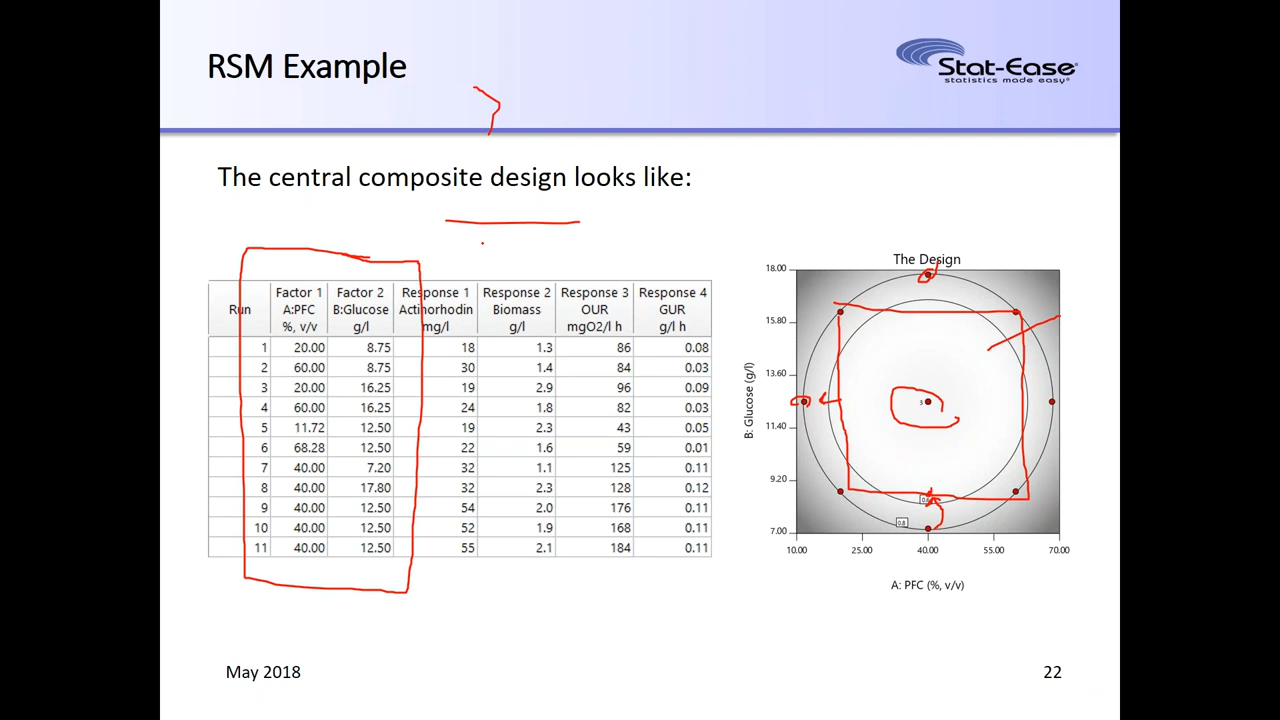 RSM Example
Stat-Ease
statistics made easy®
The central composite design looks like:
Run
Factor 1 A:PFC %, v/v
Factor 2 B:Glucose g/l
Response 1 Actinorhodin mg/l
Response 2 Biomass g/l
Response 3 OUR mgO2/l h
Response 4 GUR g/l h
1 20.00 8.75 18 1.3 86 0.08
2 60.00 8.75 30 1.4 84 0.03
3 20.00 16.25 19 2.9 96 0.09
4 60.00 16.25 24 1.8 82 0.03
5 11.72 12.50 19 2.3 43 0.05
6 68.28 12.50 22 1.6 59 0.01
7 40.00 7.20 32 1.1 125 0.11
8 40.00 17.80 32 2.3 128 0.12
9 40.00 12.50 54 2.0 176 0.11
10 40.00 12.50 52 1.9 168 0.11
11 40.00 12.50 55 2.1 184 0.11
The Design
18.00
15.80
13.60
11.40
9.20
7.00
B: Glucose (g/l)
3
0.8
10.00 25.00 40.00 55.00 70.00
A: PFC (%, v/v)
May 2018
22